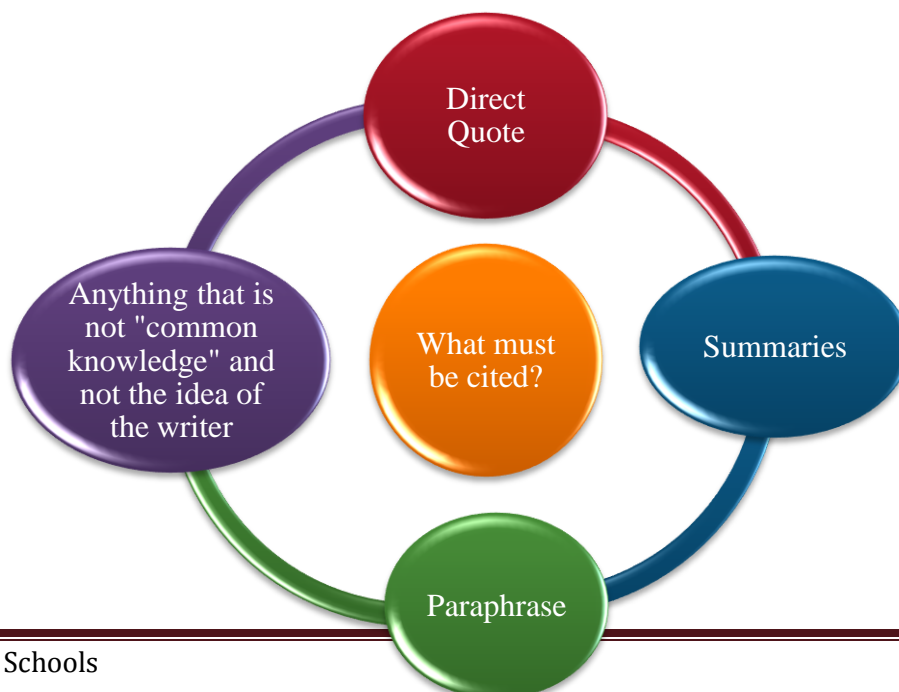 Direct
Quote
Anything that is
not "common
knowledge" and
not the idea of
the writer
What must
be cited?
Summaries
Paraphrase
Schools